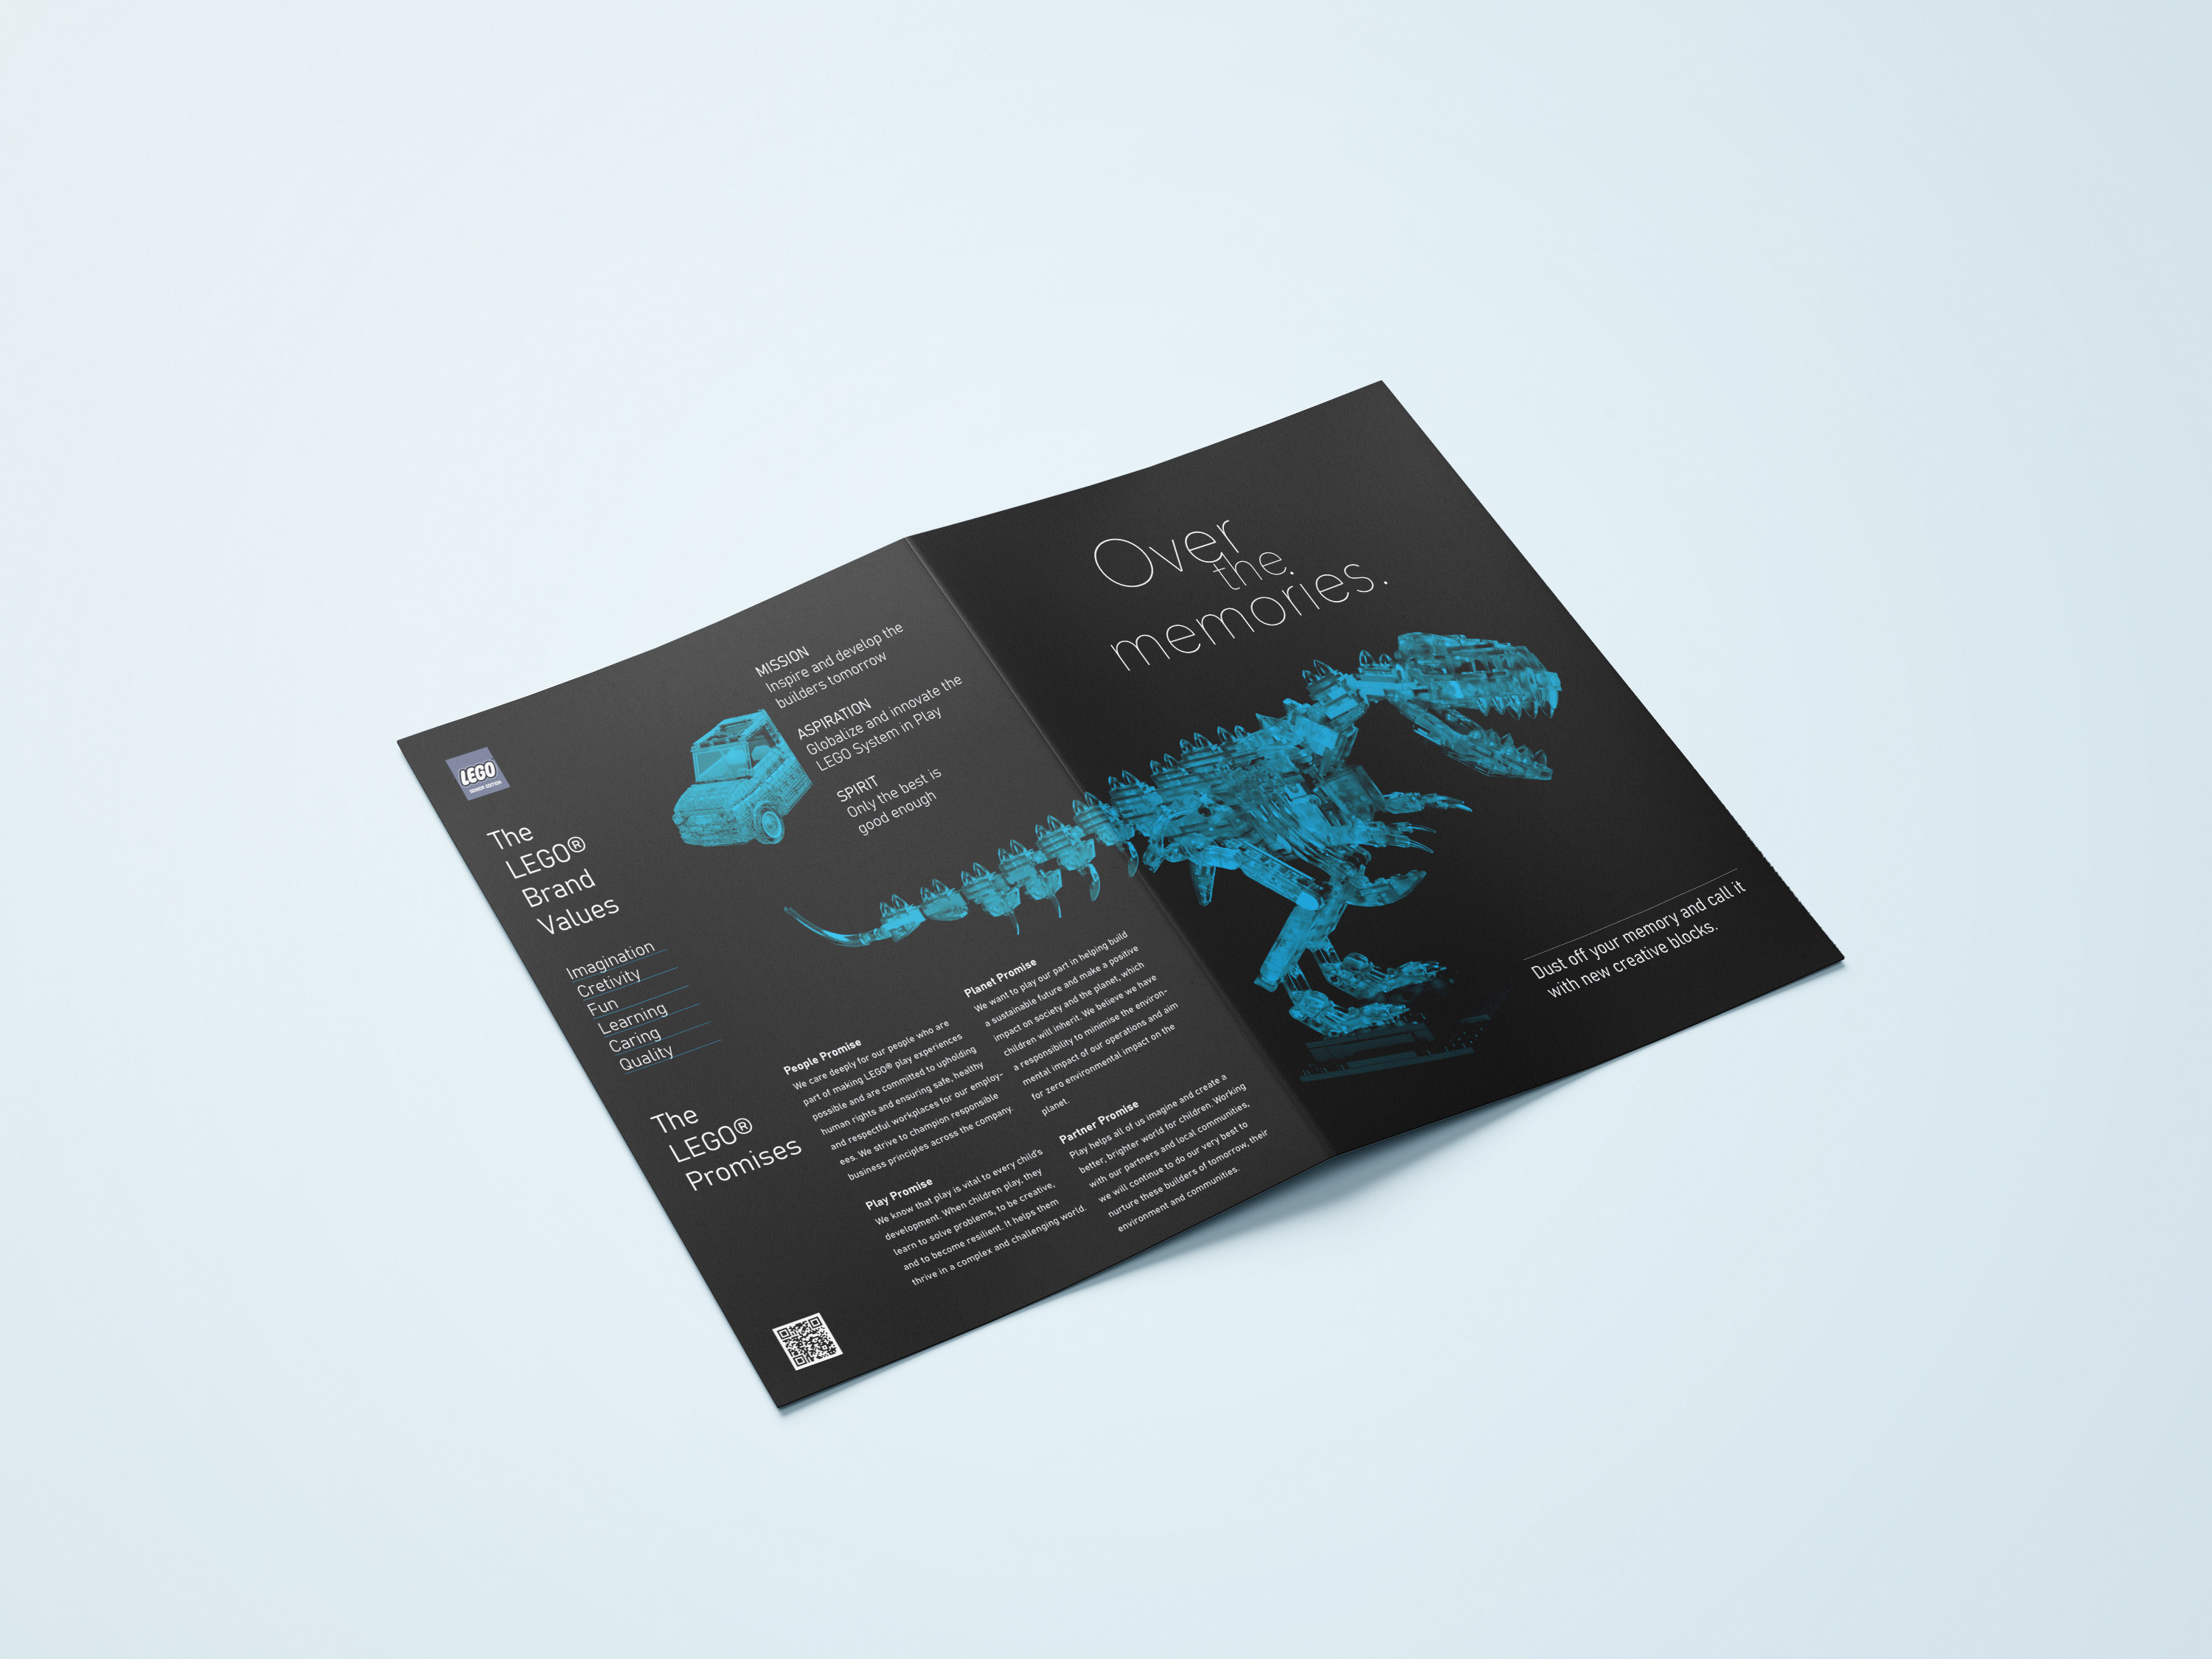 LEGO
SENIOR EDITION
The
LEGO®
Brand
Values
Imagination
Cretivity
Fun
Learning
Caring
Quality
The
LEGO®
Promises
MISSION
Inspire and develop the
builders tomorrow
ASPIRATION
Globalize and innovate the
LEGO System in Play
SPIRIT
Only the best is
good enough
People Promise
We care deeply for our people who are
part of making LEGO® play experiences
possible and are committed to upholding
human rights and ensuring safe, healthy
and respectful workplaces for our employ-
ees. We strive to champion responsible
business principles across the company.
Play Promise
We know that play is vital to every child's
development. When children play, they
learn to solve problems, to be creative,
and to become resilient. It helps them
thrive in a complex and challenging world.
Planet Promise
We want to play our part in helping build
a sustainable future and make a positive
impact on society and the planet, which
children will inherit. We believe we have
a responsibility to minimise the environ-
mental impact of our operations and aim
for zero environmental impact on the
planet.
Partner Promise
Play helps all of us imagine and create a
better, brighter world for children. Working
with our partners and local communities,
we will continue to do our very best to
nurture these builders of tomorrow, their
environment and communities.
Over
the.
memories.
Dust off your memory and call it
with new creative blocks.